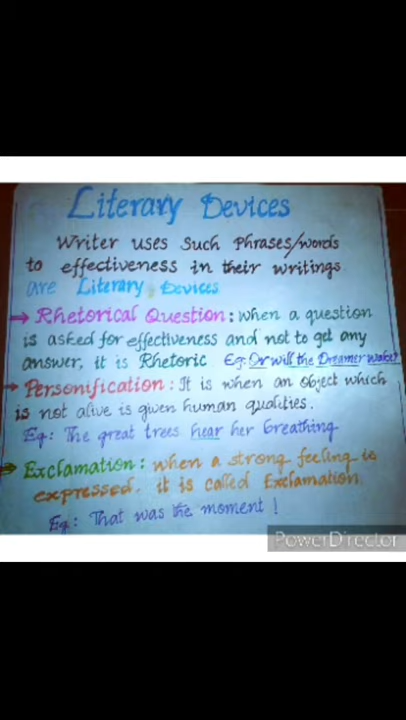 Literary Devices
Writer uses such Phrases/words
to effectiveness in their writings
are Literary Devices
→ Rhetorical Question: when a question
is asked for effectiveness and not to get any
answer, it is Rhetoric Eg: Or will the Dreamer wake?
→ Personification: It is when an object which
is not alive is given human qualities.
Eg: The great trees hear her breathing
→ Exclamation: when a strong feeling is
expressed. it is called Exclamation
Eg: That was the moment!
PowerDirector